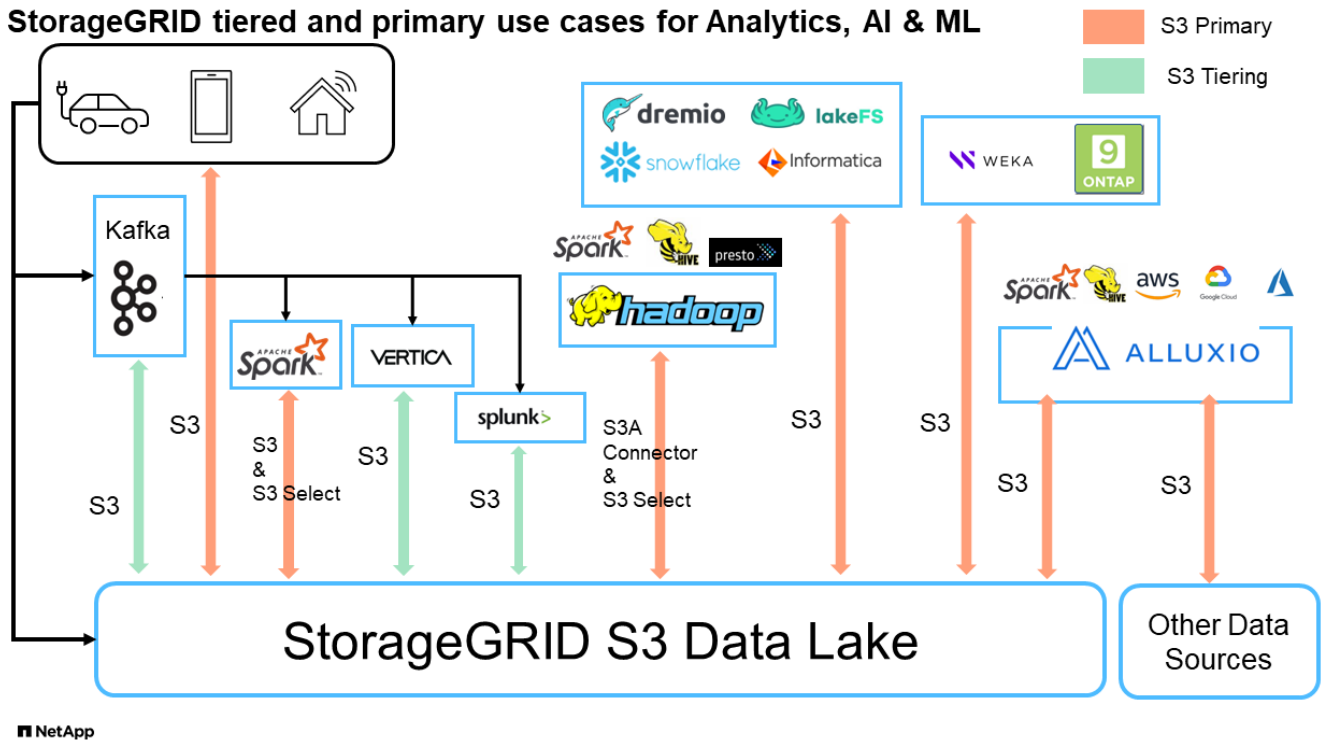 StorageGRID tiered and primary use cases for Analytics, AI & ML
S3 Primary
S3 Tiering
dremio
lakeFS
snowflake
Informatica
WEKA
9
ONTAP
Kafka
APACHE
Spark
HIVE
presto
hadoop
APACHE
Spark
HIVE
aws
Google Cloud
ALLUXIO
APACHE
Spark
VERTICA
splunk>
S3
S3
S3
&
S3 Select
S3
S3
S3A
Connector
&
S3 Select
S3
S3
S3
S3
StorageGRID S3 Data Lake
Other Data
Sources
NetApp